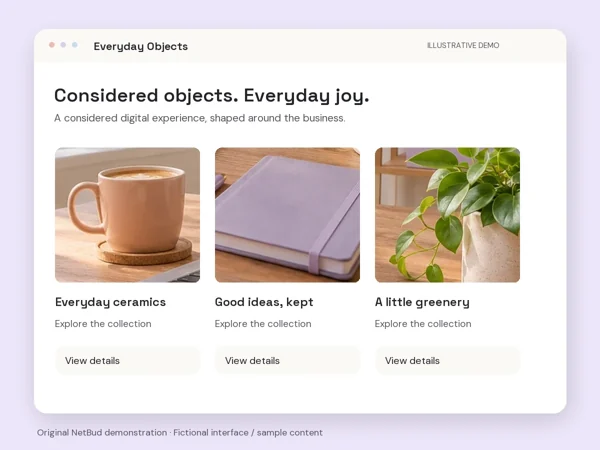 Everyday Objects
ILLUSTRATIVE DEMO
Considered objects. Everyday joy.
A considered digital experience, shaped around the business.
Everyday ceramics
Good ideas, kept
A little greenery
Explore the collection
Explore the collection
Explore the collection
View details
View details
View details
Original NetBud demonstration · Fictional interface / sample content